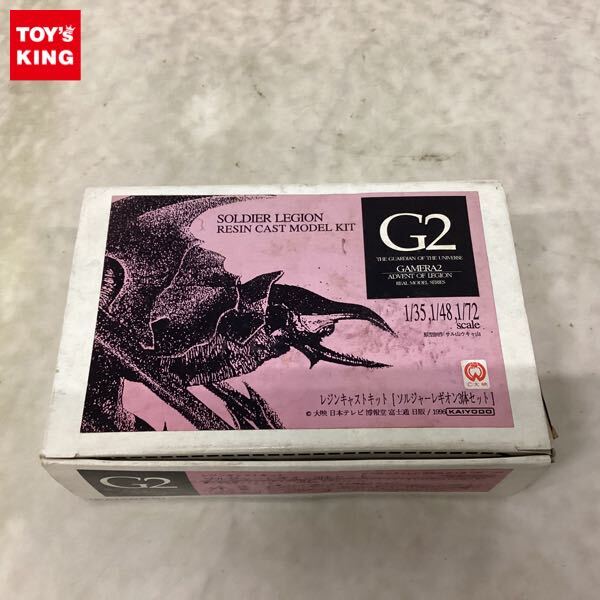 TOY'S
KING
SOLDIER LEGION
RESIN CAST MODEL KIT
G2
THE GUARDIAN OF THE UNIVERSE
GAMERA2
ADVENT OF LEGION
REAL MODEL SERIES
1/35,1/48,1/72
scale
C大映
レジンキャストキット [ソルジャーレギオン3体セット]
© 大映 日本テレビ 博報堂 富士通 日販 / 1996 KAIYODO
G2